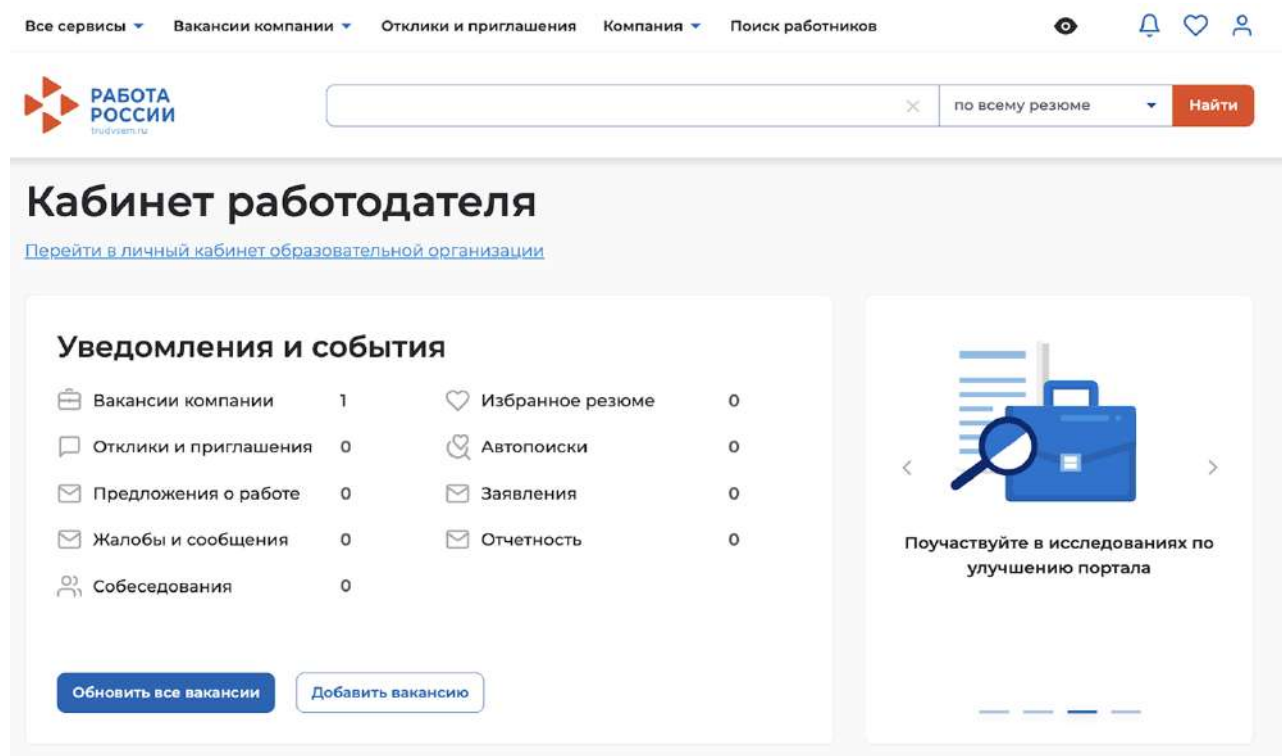 Все сервисы Вакансии компании Отклики и приглашения Компания Поиск работников
РАБОТА
РОССИИ
trudvsem.ru
по всему резюме Найти
Кабинет работодателя
Перейти в личный кабинет образовательной организации
Уведомления и события
Вакансии компании 1 Избранное резюме 0
Отклики и приглашения 0 Автопоиски 0
Предложения о работе 0 Заявления 0
Жалобы и сообщения 0 Отчетность 0
Собеседования 0
Поучаствуйте в исследованиях по
улучшению портала
Обновить все вакансии Добавить вакансию